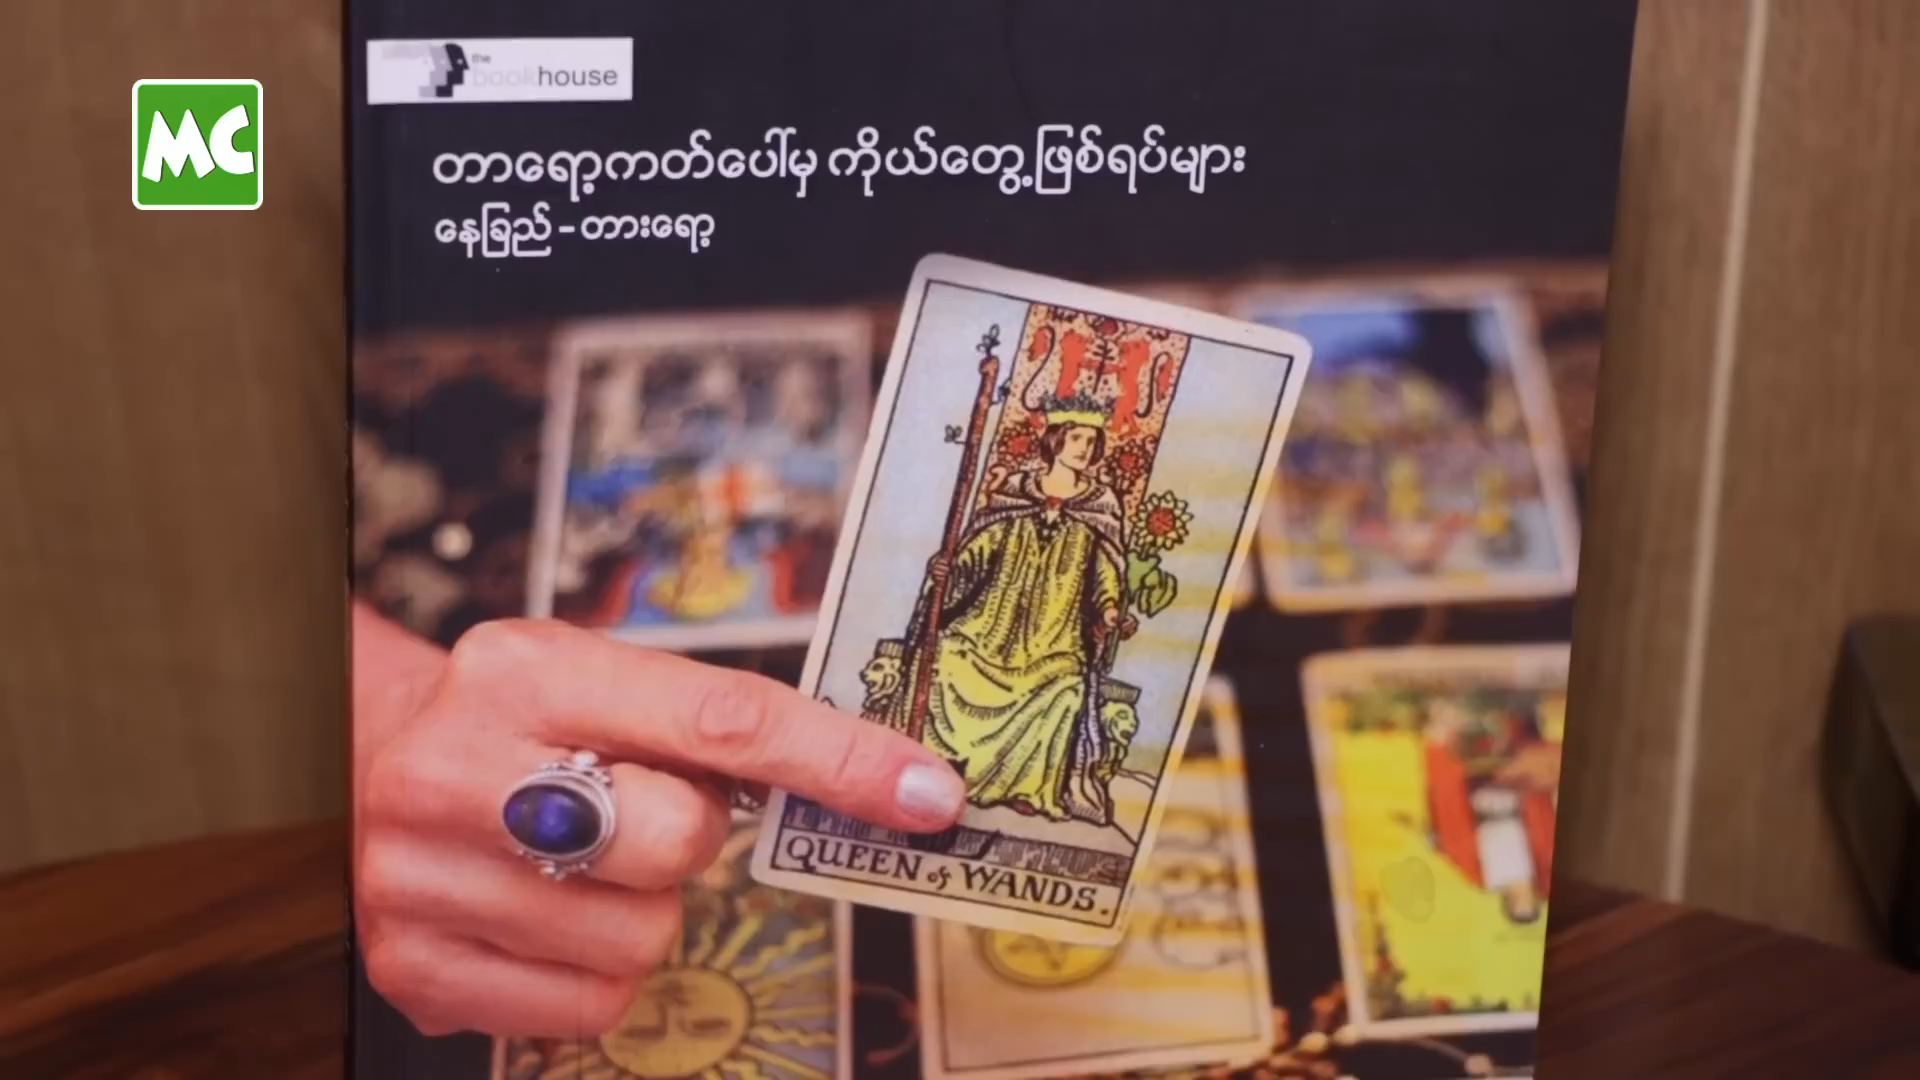 the
bookhouse
MC
တာရော့ကတ်ပေါ်မှ ကိုယ်တွေ့ဖြစ်ရပ်များ
နေခြည် - တားရော့
QUEEN of WANDS.